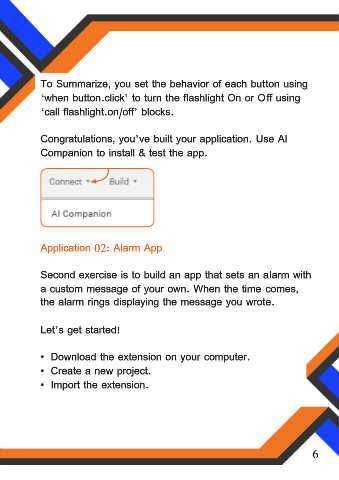 To Summarize, you set the behavior of each button using
‘when button.click’ to turn the flashlight On or Off using
‘call flashlight.on/off’ blocks.
Congratulations, you’ve built your application. Use AI
Companion to install & test the app.
Connect Build
AI Companion
Application 02: Alarm App
Second exercise is to build an app that sets an alarm with
a custom message of your own. When the time comes,
the alarm rings displaying the message you wrote.
Let’s get started!
• Download the extension on your computer.
• Create a new project.
• Import the extension.
6